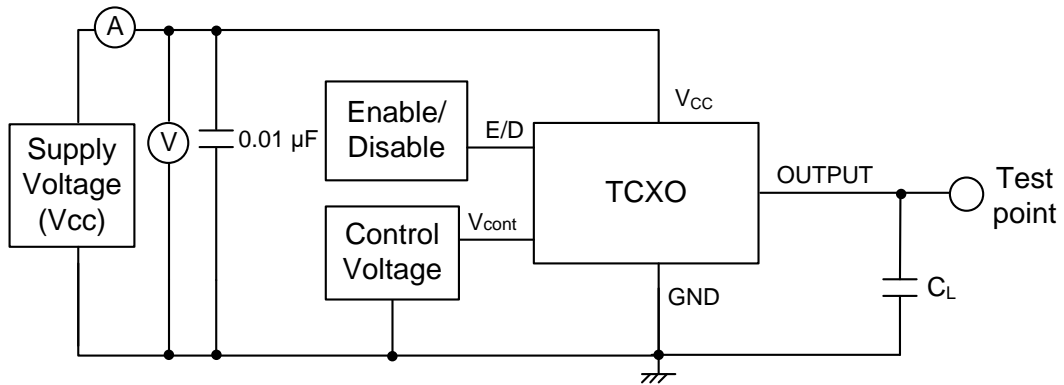 A
Supply
Voltage
(Vcc)
V
0.01 µF
Enable/
Disable
E/D
Control
Voltage
Vcont
VCC
TCXO
GND
OUTPUT
Test
point
CL